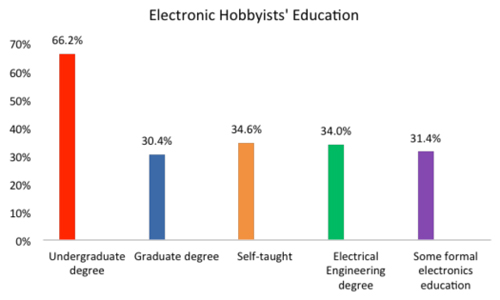 Electronic Hobbyists' Education
70%
60%
50%
40%
30%
20%
10%
0%
66.2%
30.4%
34.6%
34.0%
31.4%
Undergraduate
degree
Graduate degree
Self-taught
Electrical
Engineering
degree
Some formal
electronics
education